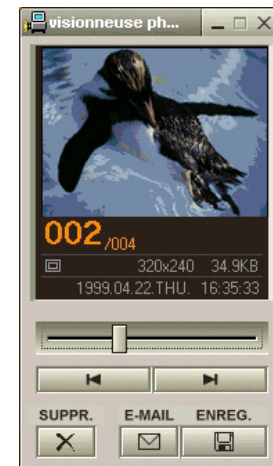 visionneuse ph...
002/004
320x240 34.9KB
1999.04.22.THU. 16:35:33
SUPPR. E-MAIL ENREG.